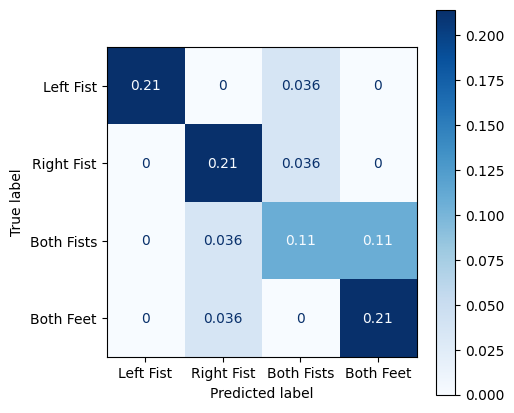 True label
Left Fist 0.21 0 0.036 0
Right Fist 0 0.21 0.036 0
Both Fists 0 0.036 0.11 0.11
Both Feet 0 0.036 0 0.21
Left Fist Right Fist Both Fists Both Feet
Predicted label
0.200
0.175
0.150
0.125
0.100
0.075
0.050
0.025
0.000